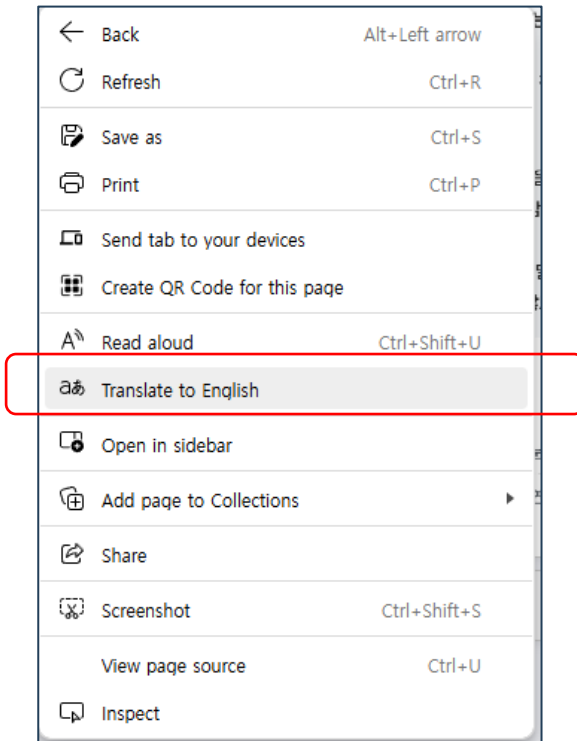 Back Alt+Left arrow
Refresh Ctrl+R
Save as Ctrl+S
Print Ctrl+P
Send tab to your devices
Create QR Code for this page
Read aloud Ctrl+Shift+U
Translate to English
Open in sidebar
Add page to Collections
Share
Screenshot Ctrl+Shift+S
View page source Ctrl+U
Inspect